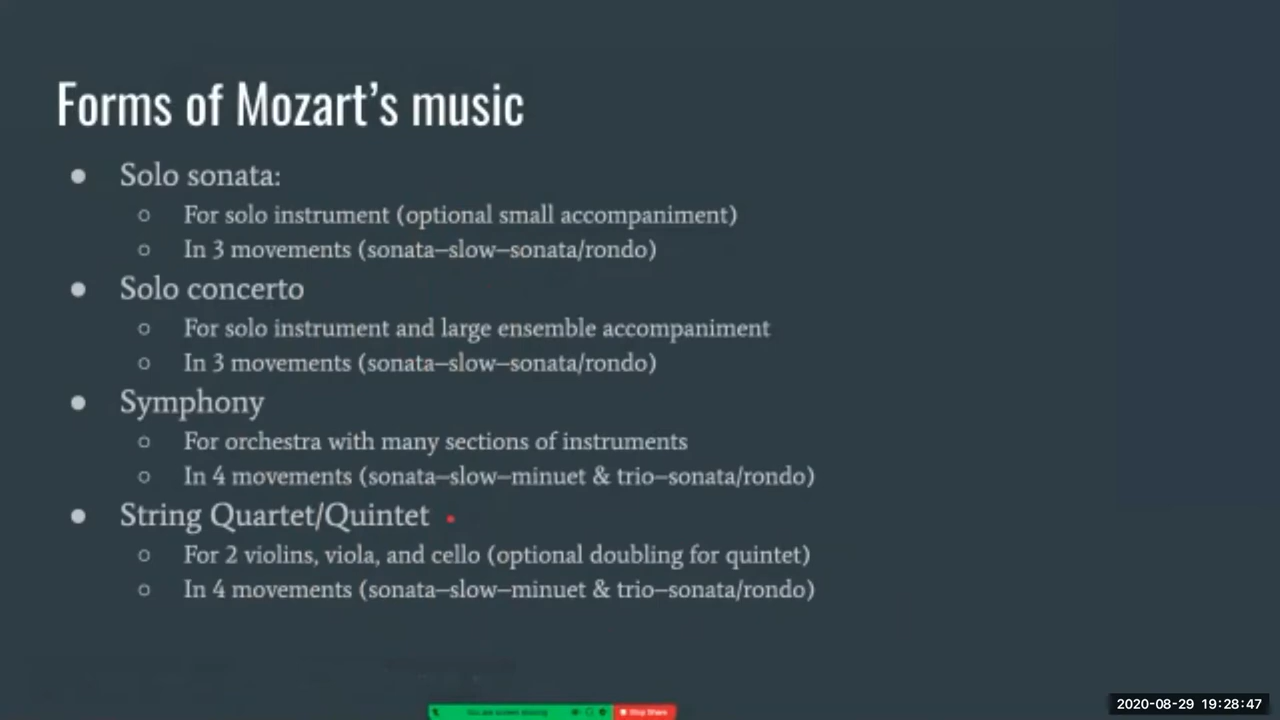 Forms of Mozart’s music
● Solo sonata:
○ For solo instrument (optional small accompaniment)
○ In 3 movements (sonata–slow–sonata/rondo)
● Solo concerto
○ For solo instrument and large ensemble accompaniment
○ In 3 movements (sonata–slow–sonata/rondo)
● Symphony
○ For orchestra with many sections of instruments
○ In 4 movements (sonata–slow–minuet & trio–sonata/rondo)
● String Quartet/Quintet
○ For 2 violins, viola, and cello (optional doubling for quintet)
○ In 4 movements (sonata–slow–minuet & trio–sonata/rondo)
You are screen sharing Stop Share
2020-08-29 19:28:47